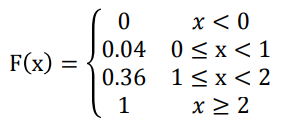 0 x < 0
0.04 0 ≤ x < 1
F(x) =
0.36 1 ≤ x < 2
1 x ≥ 2